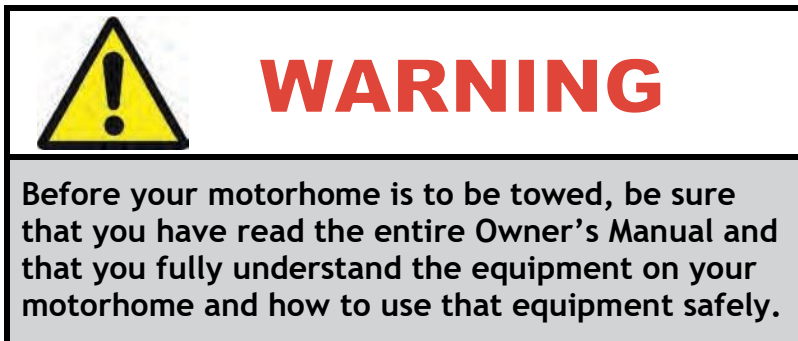 WARNING
Before your motorhome is to be towed, be sure
that you have read the entire Owner’s Manual and
that you fully understand the equipment on your
motorhome and how to use that equipment safely.